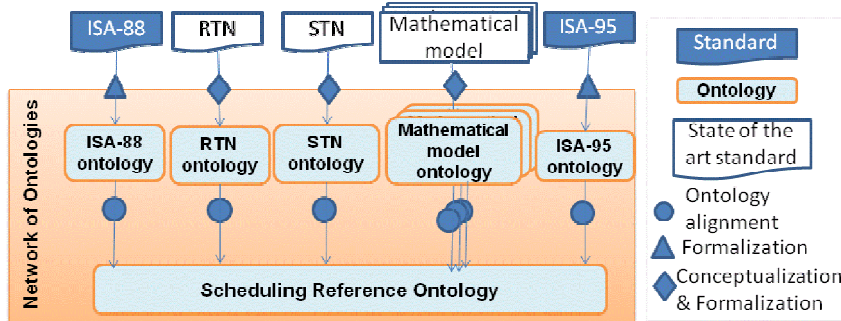 ISA-88
RTN
STN
Mathematical
model
ISA-95
Standard
Ontology
State of the
art standard
Ontology
alignment
Formalization
Conceptualization
& Formalization
Network of Ontologies
ISA-88
ontology
RTN
ontology
STN
ontology
Mathematical
model
ontology
ISA-95
ontology
Scheduling Reference Ontology